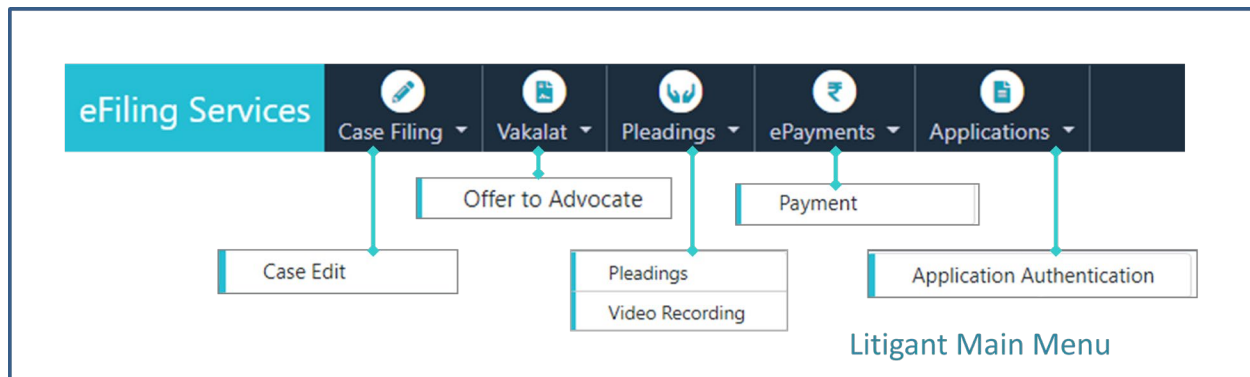 eFiling Services
Case Filing
Vakalat
Pleadings
ePayments
Applications
Offer to Advocate
Payment
Case Edit
Pleadings
Video Recording
Application Authentication
Litigant Main Menu